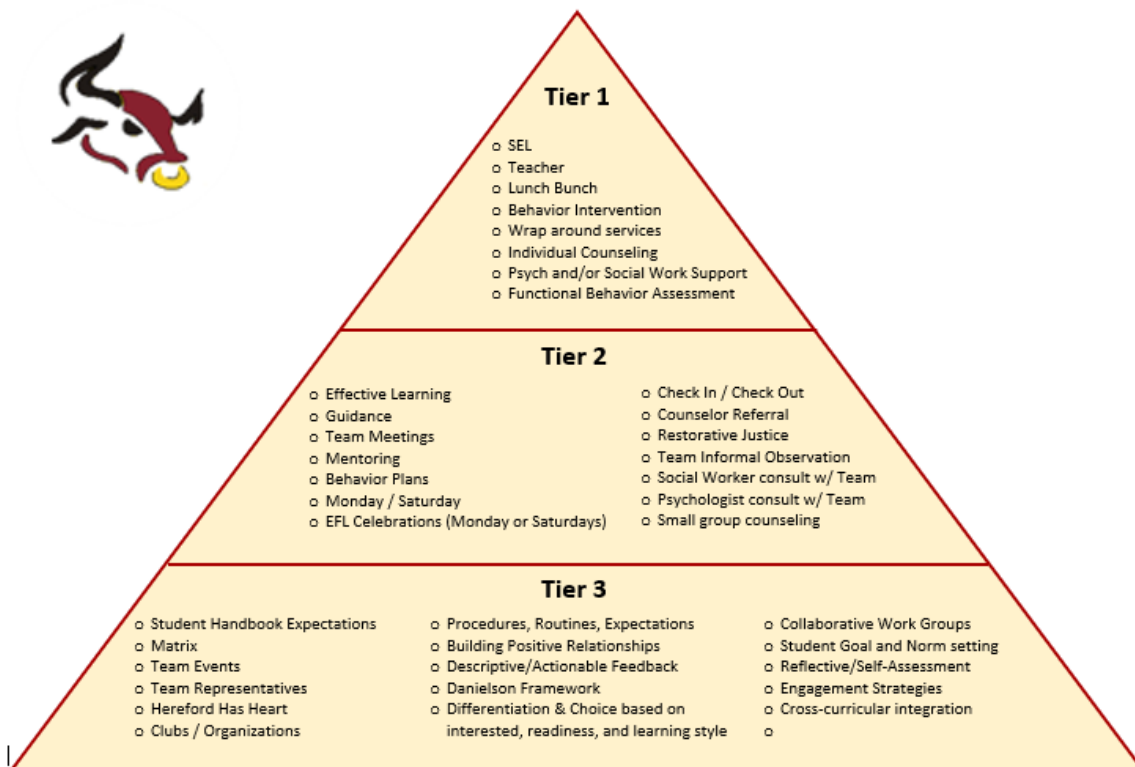 Tier 1
o SEL
o Teacher
o Lunch Bunch
o Behavior Intervention
o Wrap around services
o Individual Counseling
o Psych and/or Social Work Support
o Functional Behavior Assessment
Tier 2
o Effective Learning
o Guidance
o Team Meetings
o Mentoring
o Behavior Plans
o Monday / Saturday
o EFL Celebrations (Monday or Saturdays)
o Check In / Check Out
o Counselor Referral
o Restorative Justice
o Team Informal Observation
o Social Worker consult w/ Team
o Psychologist consult w/ Team
o Small group counseling
Tier 3
o Student Handbook Expectations
o Matrix
o Team Events
o Team Representatives
o Hereford Has Heart
o Clubs / Organizations
o Procedures, Routines, Expectations
o Building Positive Relationships
o Descriptive/Actionable Feedback
o Danielson Framework
o Differentiation & Choice based on
interested, readiness, and learning style
o Collaborative Work Groups
o Student Goal and Norm setting
o Reflective/Self-Assessment
o Engagement Strategies
o Cross-curricular integration
o